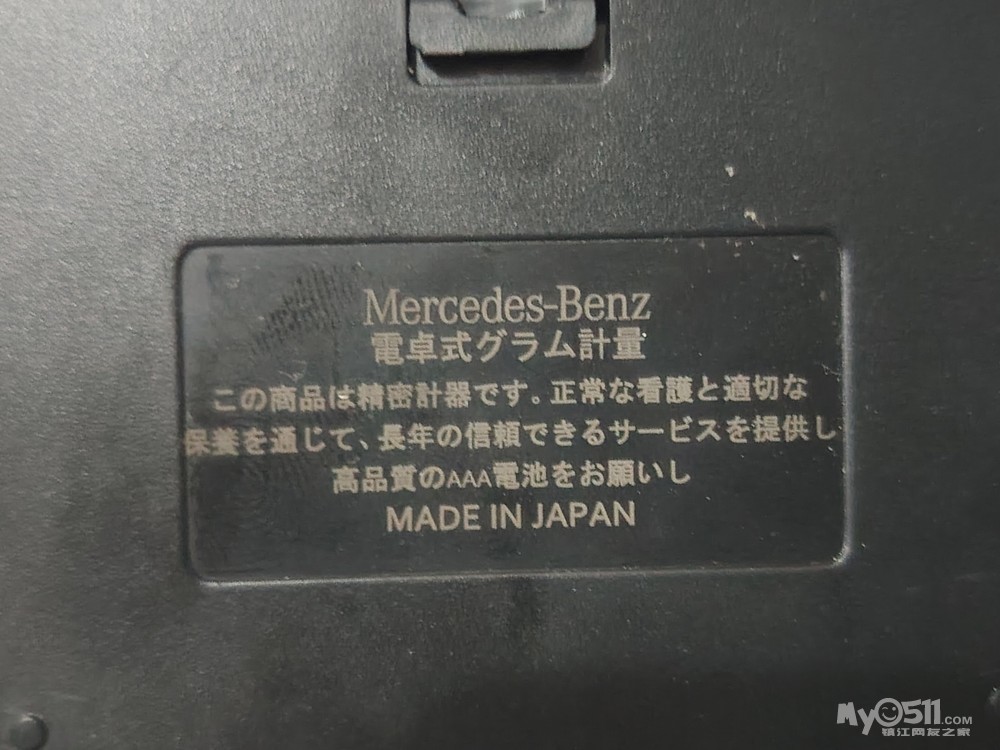 Mercedes-Benz
電卓式グラム計量
この商品は精密計器です。正常な看護と適切な
保養を通じて、長年の信頼できるサービスを提供し
高品質のAAA電池をお願いし
MADE IN JAPAN
My0511.COM
镇江网友之家